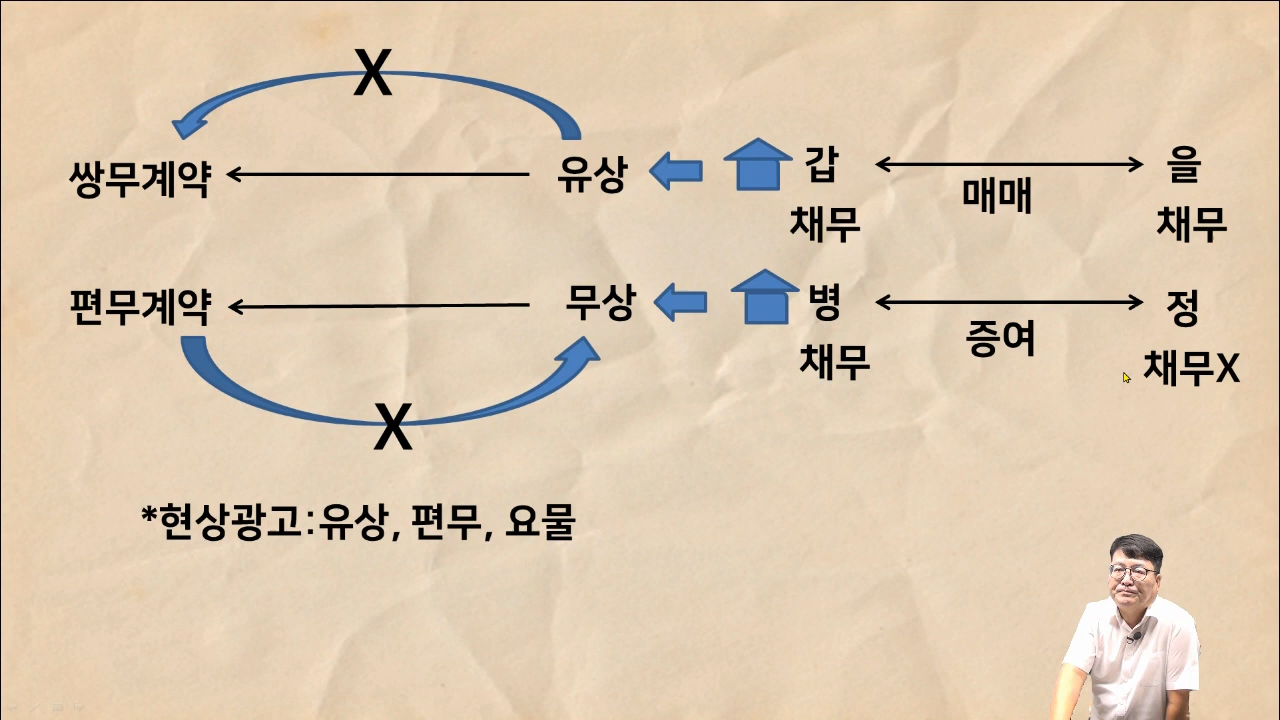 X
쌍무계약 유상 갑 을
매매
채무 채무
편무계약 무상 병 정
증여
채무 채무X
X
*현상광고:유상, 편무, 요물